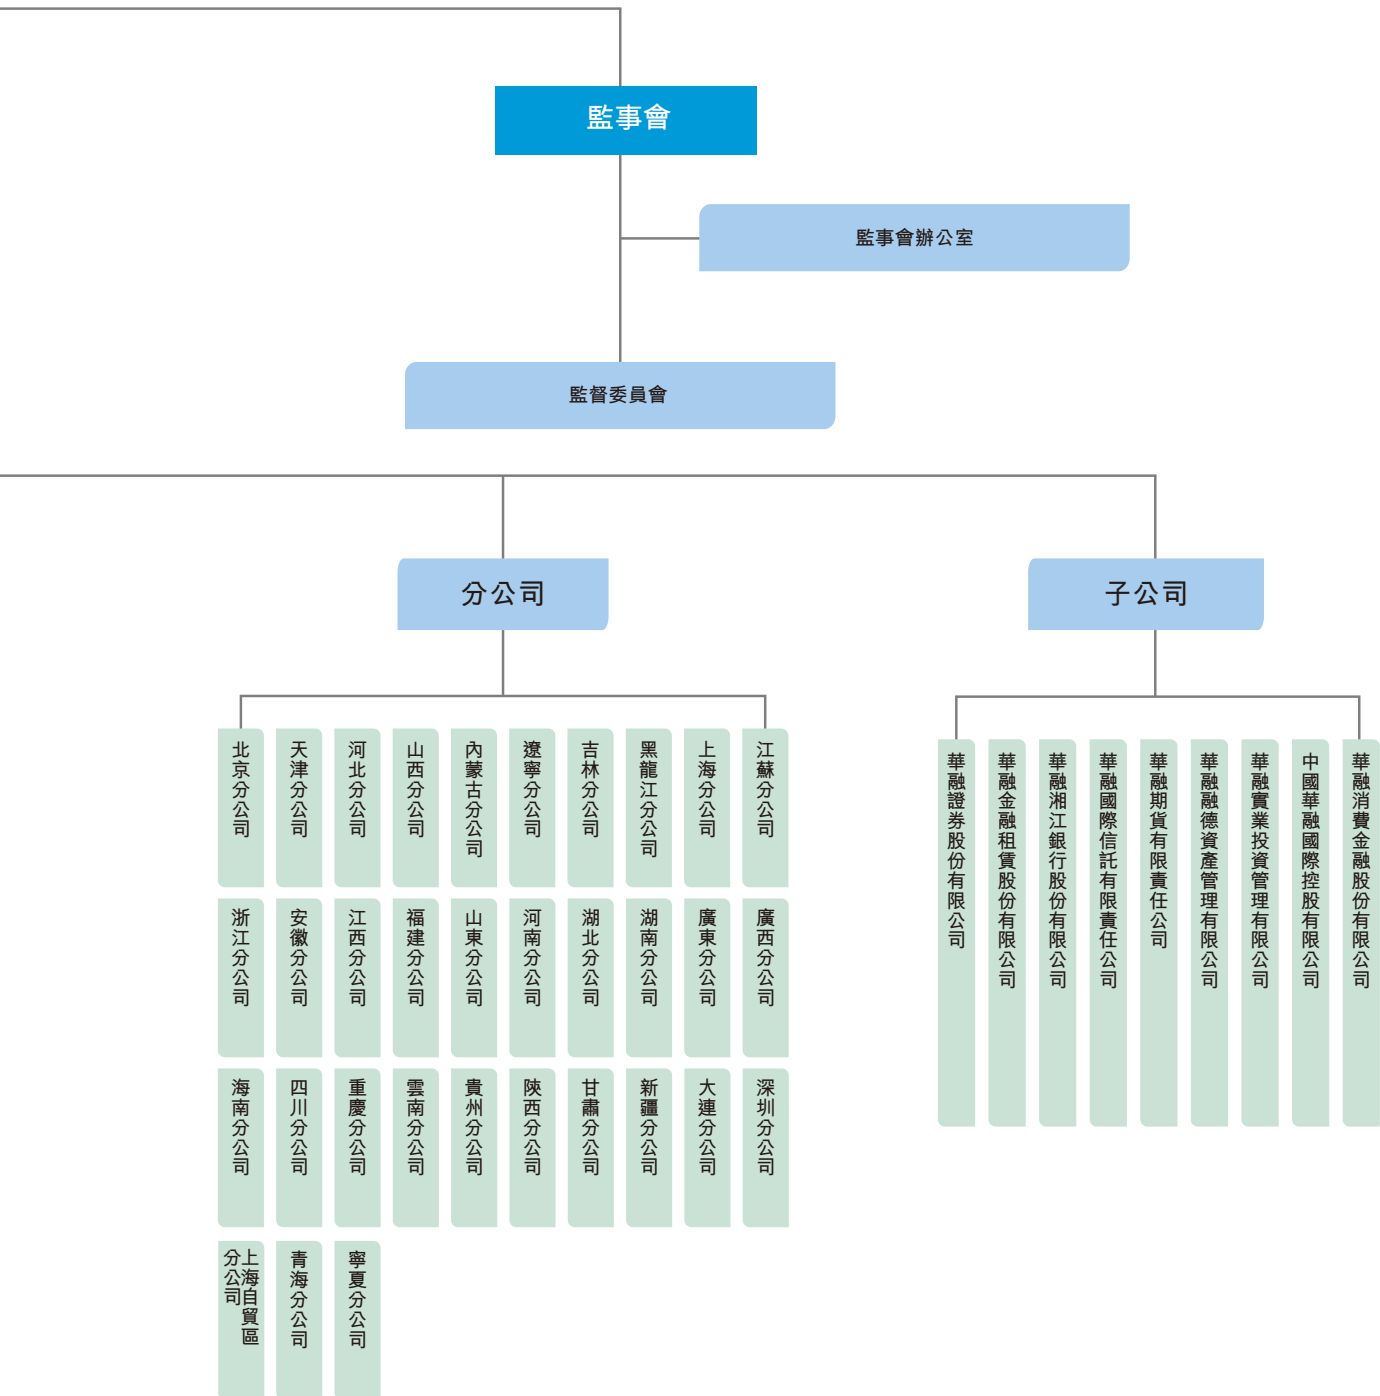 監事會
監事會辦公室
監督委員會
分公司
子公司
北京分公司
天津分公司
河北分公司
山西分公司
內蒙古分公司
遼寧分公司
吉林分公司
黑龍江分公司
上海分公司
江蘇分公司
浙江分公司
安徽分公司
江西分公司
福建分公司
山東分公司
河南分公司
湖北分公司
湖南分公司
廣東分公司
廣西分公司
海南分公司
四川分公司
重慶分公司
雲南分公司
貴州分公司
陝西分公司
甘肅分公司
新疆分公司
大連分公司
深圳分公司
上海自貿區
分公司
青海分公司
寧夏分公司
華融證券股份有限公司
華融金融租賃股份有限公司
華融湘江銀行股份有限公司
華融國際信託有限責任公司
華融期貨有限責任公司
華融融德資產管理有限公司
華融實業投資管理有限公司
中國華融國際控股有限公司
華融消費金融股份有限公司